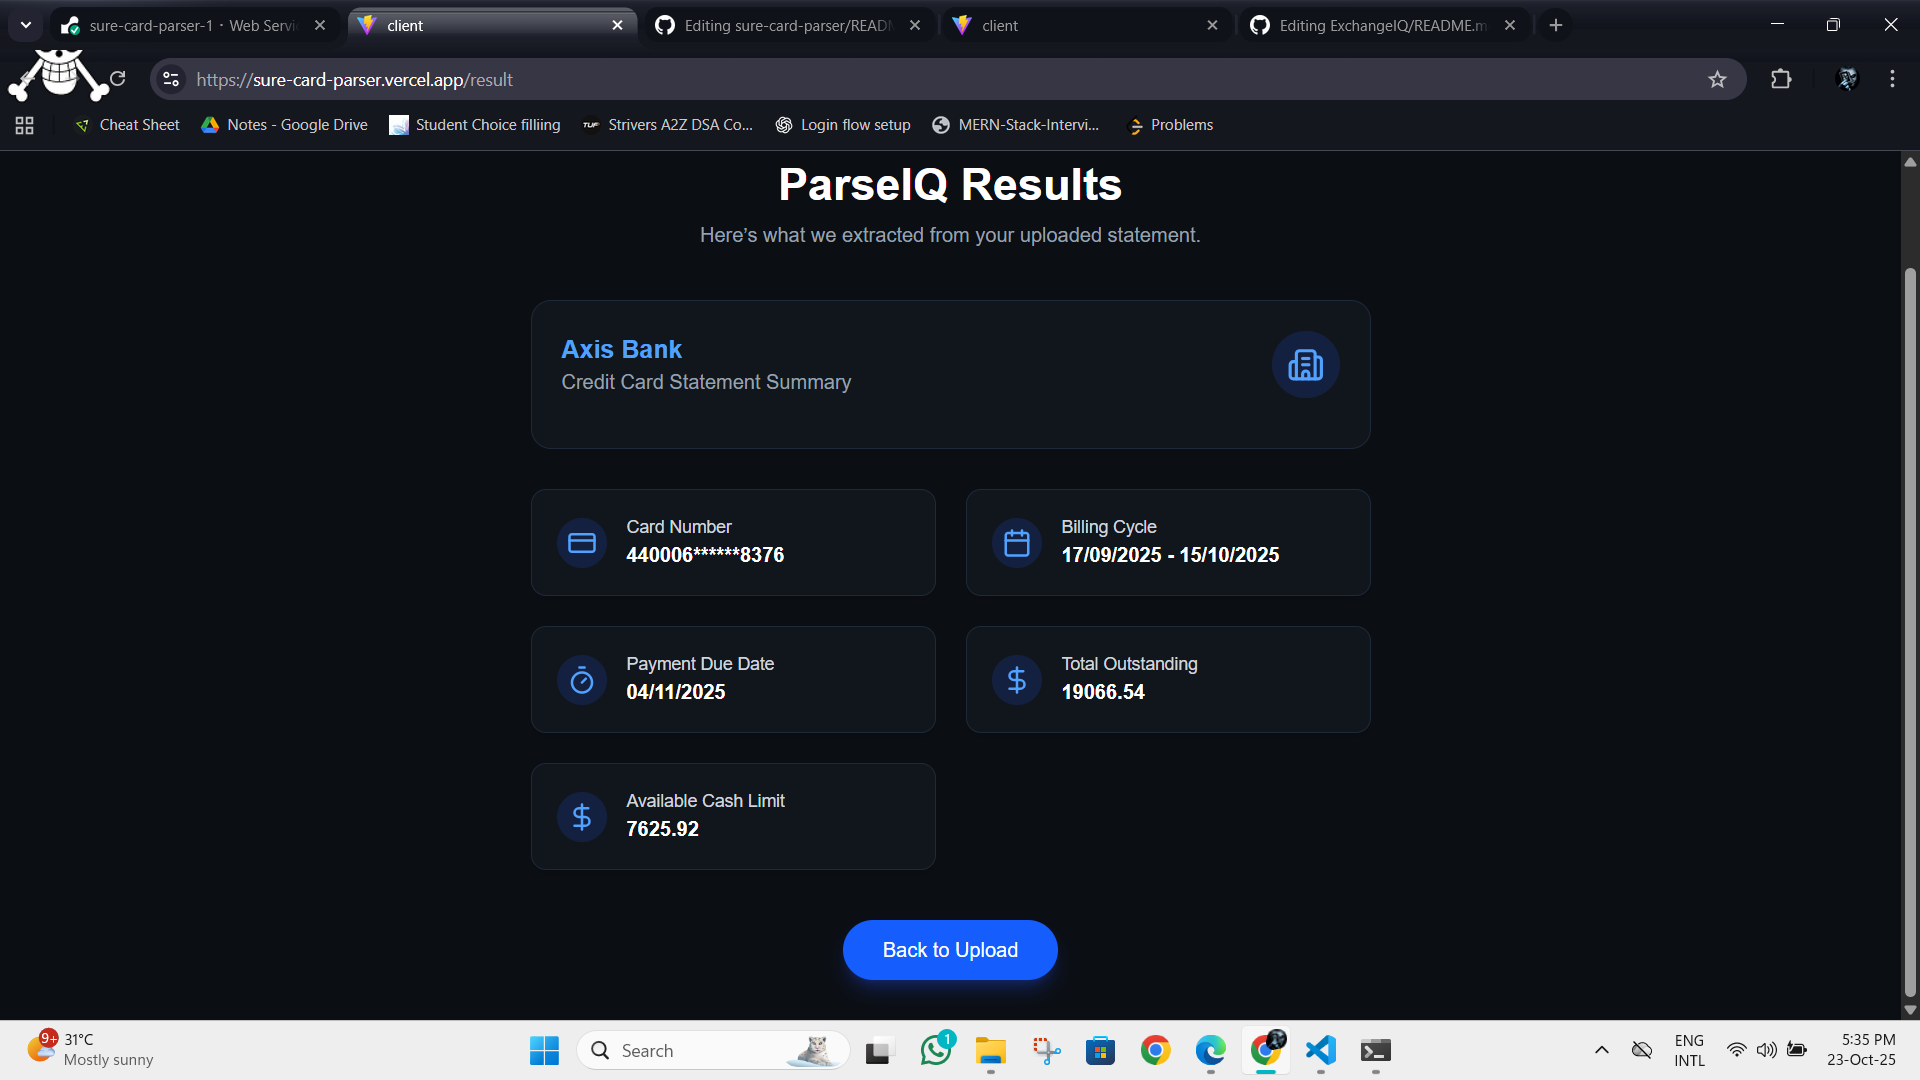 sure-card-parser-1 · Web Servi
client
Editing sure-card-parser/READM
client
Editing ExchangeIQ/README.m
https://sure-card-parser.vercel.app/result
Cheat Sheet
Notes - Google Drive
Student Choice filliing
TUF
Strivers A2Z DSA Co...
Login flow setup
MERN-Stack-Intervi...
Problems
ParseIQ Results
Here’s what we extracted from your uploaded statement.
Axis Bank
Credit Card Statement Summary
Card Number
440006******8376
Billing Cycle
17/09/2025 - 15/10/2025
Payment Due Date
04/11/2025
Total Outstanding
19066.54
Available Cash Limit
7625.92
Back to Upload
9+
31°C
Mostly sunny
Search
1
ENG
INTL
5:35 PM
23-Oct-25